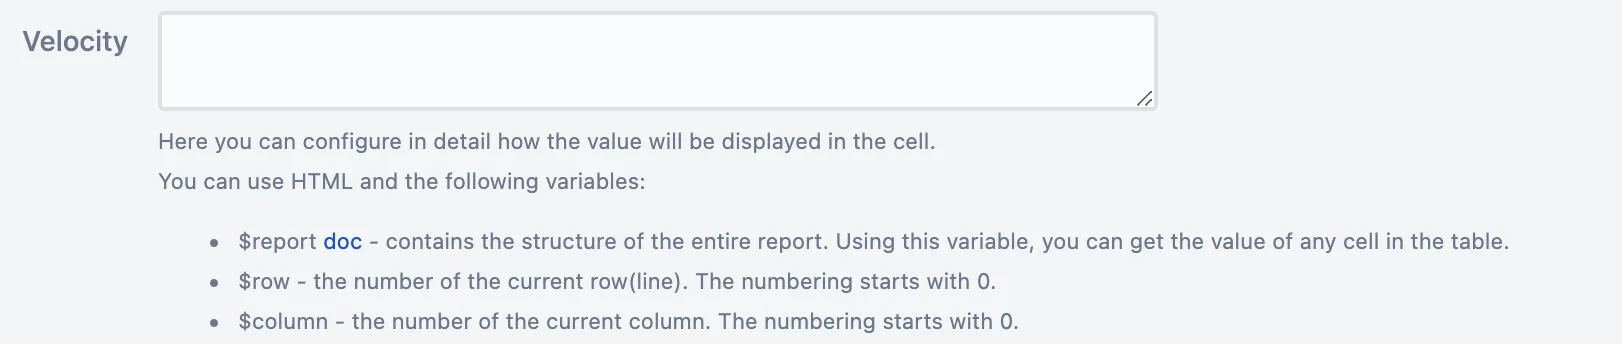 Velocity
Here you can configure in detail how the value will be displayed in the cell.
You can use HTML and the following variables:
$report doc - contains the structure of the entire report. Using this variable, you can get the value of any cell in the table.
$row - the number of the current row(line). The numbering starts with 0.
$column - the number of the current column. The numbering starts with 0.